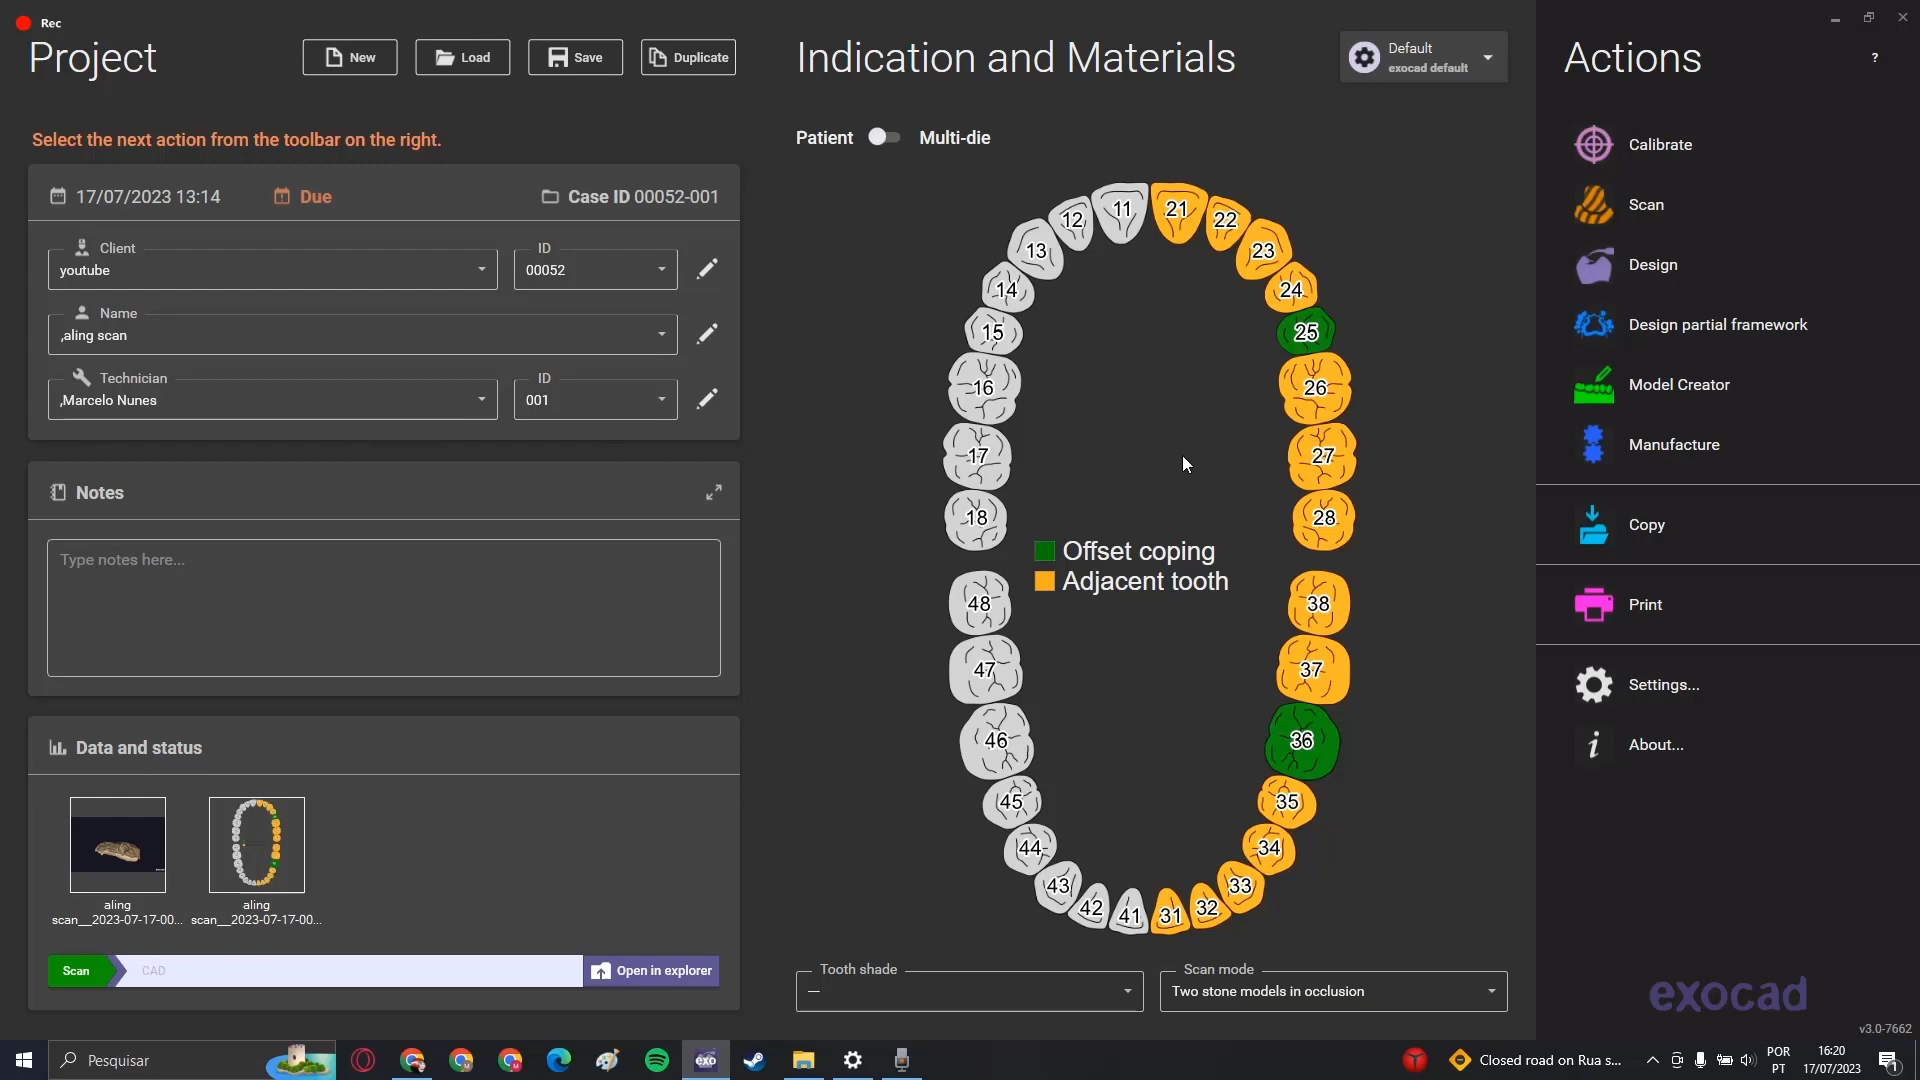 Rec
Project
New
Load
Save
Duplicate
Select the next action from the toolbar on the right.
17/07/2023 13:14
Due
Case ID 00052-001
Client
youtube
ID
00052
Name
,aling scan
Technician
,Marcelo Nunes
ID
001
Notes
Type notes here...
Data and status
aling
scan__2023-07-17-00...
aling
scan__2023-07-17-00...
Scan
CAD
Open in explorer
Indication and Materials
Default
exocad default
Patient
Multi-die
11
21
12
22
13
23
14
24
15
25
16
26
17
27
18
28
Offset coping
Adjacent tooth
48
38
47
37
46
36
45
35
44
34
43
33
42
32
41
31
Tooth shade
—
Scan mode
Two stone models in occlusion
Actions
?
Calibrate
Scan
Design
Design partial framework
Model Creator
Manufacture
Copy
Print
Settings...
About...
exocad
v3.0-7662
Pesquisar
exo
Closed road on Rua s...
POR
PT
16:20
17/07/2023
1